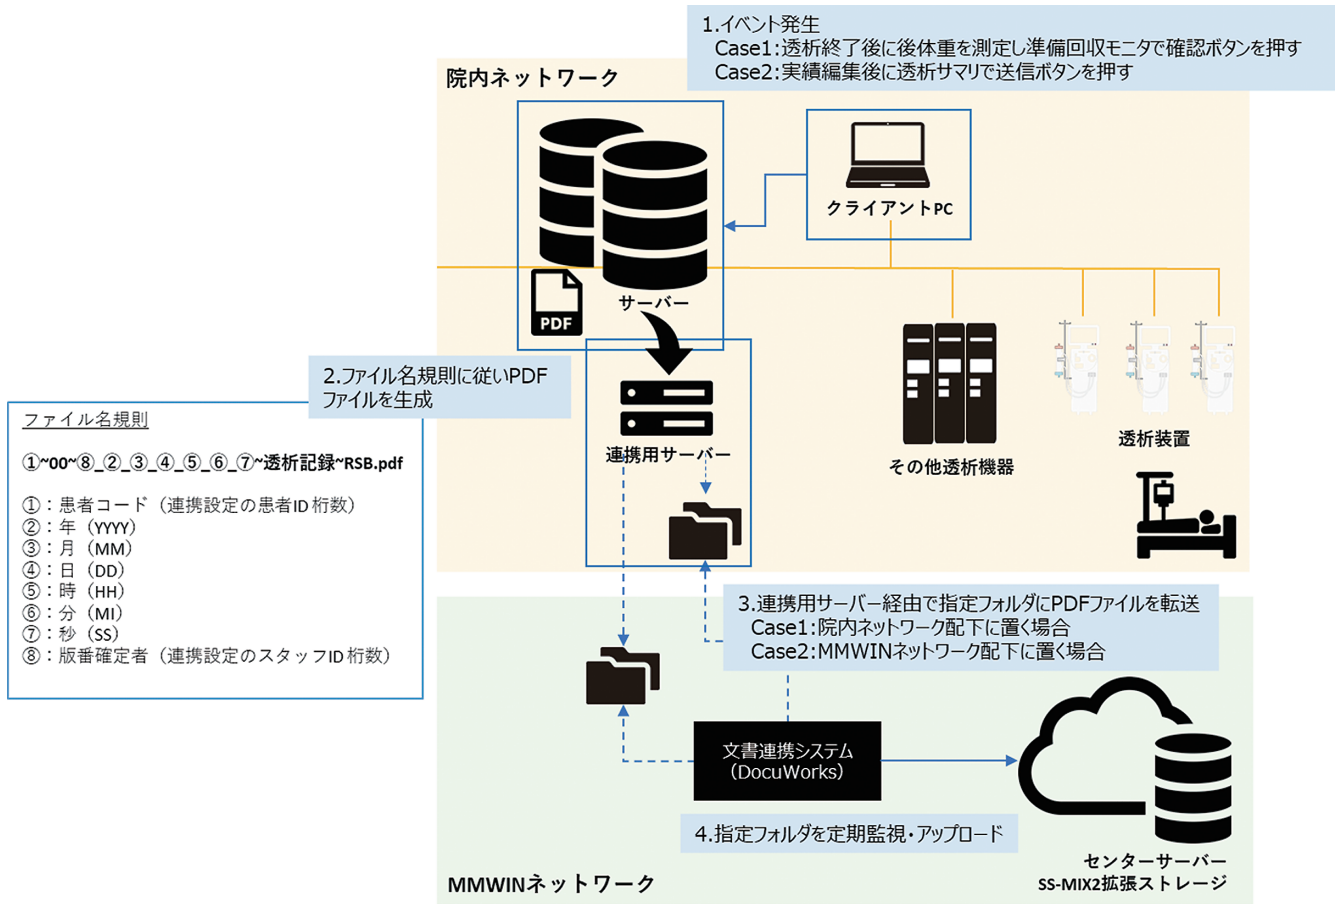 1.イベント発生
Case1:透析終了後に後体重を測定し準備回収モニタで確認ボタンを押す
Case2:実績編集後に透析サマリで送信ボタンを押す
院内ネットワーク
クライアントPC
サーバー
PDF
2.ファイル名規則に従いPDF
ファイルを生成
ファイル名規則
①~00~⑧_②_③_④_⑤_⑥_⑦~透析記録~RSB.pdf
①：患者コード（連携設定の患者ID桁数）
②：年（YYYY）
③：月（MM）
④：日（DD）
⑤：時（HH）
⑥：分（MI）
⑦：秒（SS）
⑧：版番確定者（連携設定のスタッフID桁数）
連携用サーバー
その他透析機器
透析装置
3.連携用サーバー経由で指定フォルダにPDFファイルを転送
Case1:院内ネットワーク配下に置く場合
Case2:MMWINネットワーク配下に置く場合
文書連携システム
（DocuWorks）
4.指定フォルダを定期監視・アップロード
センターサーバー
SS-MIX2拡張ストレージ
MMWINネットワーク